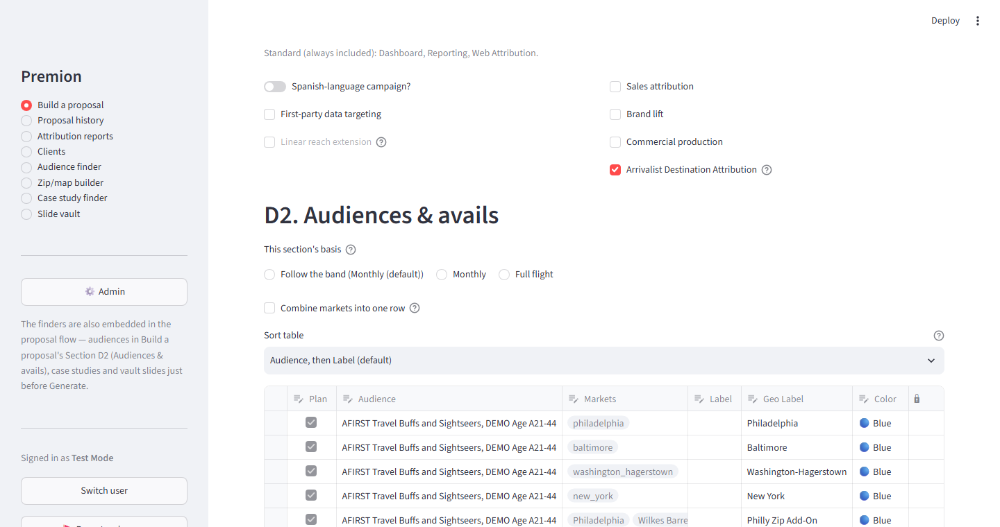 Deploy
Premion
Build a proposal
Proposal history
Attribution reports
Clients
Audience finder
Zip/map builder
Case study finder
Slide vault
Admin
The finders are also embedded in the
proposal flow — audiences in Build a
proposal's Section D2 (Audiences &
avails), case studies and vault slides just
before Generate.
Signed in as Test Mode
Switch user
Standard (always included): Dashboard, Reporting, Web Attribution.
Spanish-language campaign?
First-party data targeting
Linear reach extension
Sales attribution
Brand lift
Commercial production
Arrivalist Destination Attribution
D2. Audiences & avails
This section's basis
Follow the band (Monthly (default)) Monthly Full flight
Combine markets into one row
Sort table
Audience, then Label (default)
Plan Audience Markets Label Geo Label Color
AFIRST Travel Buffs and Sightseers, DEMO Age A21-44 philadelphia Philadelphia Blue
AFIRST Travel Buffs and Sightseers, DEMO Age A21-44 baltimore Baltimore Blue
AFIRST Travel Buffs and Sightseers, DEMO Age A21-44 washington_hagerstown Washington-Hagerstown Blue
AFIRST Travel Buffs and Sightseers, DEMO Age A21-44 new_york New York Blue
AFIRST Travel Buffs and Sightseers, DEMO Age A21-44 Philadelphia Wilkes Barre Philly Zip Add-On Blue